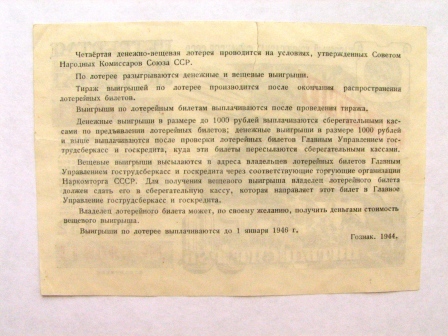 Четвёртая денежно-вещевая лотерея проводится на условиях, утвержденных Советом
Народных Комиссаров Союза ССР.
По лотерее разыгрываются денежные и вещевые выигрыши.
Тираж выигрышей по лотерее производится после окончания распространения
лотерейных билетов.
Выигрыши по лотерейным билетам выплачиваются после проведения тиража.
Денежные выигрыши в размере до 1000 рублей выплачиваются сберегательными кас-
сами по предъявлении лотерейных билетов; денежные выигрыши в размере 1000 рублей
и выше выплачиваются после проверки лотерейных билетов Главным Управлением гос-
трудсберкасс и госкредита, куда эти билеты пересылаются сберегательными кассами.
Вещевые выигрыши высылаются в адреса владельцев лотерейных билетов Главным
Управлением гострудсберкасс и госкредита через соответствующие торгующие организации
Наркомторга СССР. Для получения вещевого выигрыша владелец лотерейного билета
должен сдать его в сберегательную кассу, которая направляет этот билет в Главное
Управление гострудсберкасс и госкредита.
Владелец лотерейного билета может, по своему желанию, получить деньгами стоимость
вещевого выигрыша.
Выигрыши по лотерее выплачиваются до 1 января 1946 г.
Гознак. 1944.